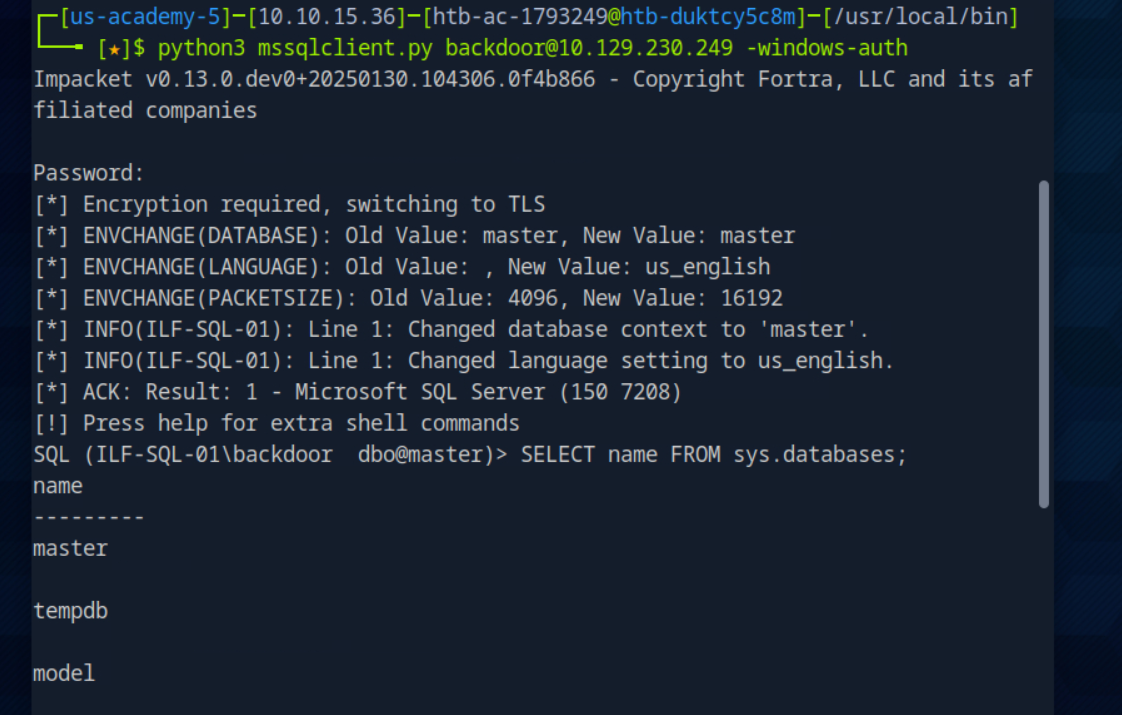 ┌─[us-academy-5]─[10.10.15.36]─[htb-ac-1793249@htb-duktcy5c8m]─[/usr/local/bin]
└──╼ [★]$ python3 mssqlclient.py backdoor@10.129.230.249 -windows-auth
Impacket v0.13.0.dev0+20250130.104306.0f4b866 - Copyright Fortra, LLC and its af
filiated companies
Password:
[*] Encryption required, switching to TLS
[*] ENVCHANGE(DATABASE): Old Value: master, New Value: master
[*] ENVCHANGE(LANGUAGE): Old Value: , New Value: us_english
[*] ENVCHANGE(PACKETSIZE): Old Value: 4096, New Value: 16192
[*] INFO(ILF-SQL-01): Line 1: Changed database context to 'master'.
[*] INFO(ILF-SQL-01): Line 1: Changed language setting to us_english.
[*] ACK: Result: 1 - Microsoft SQL Server (150 7208)
[!] Press help for extra shell commands
SQL (ILF-SQL-01\backdoor  dbo@master)> SELECT name FROM sys.databases;
name
---------
master
tempdb
model